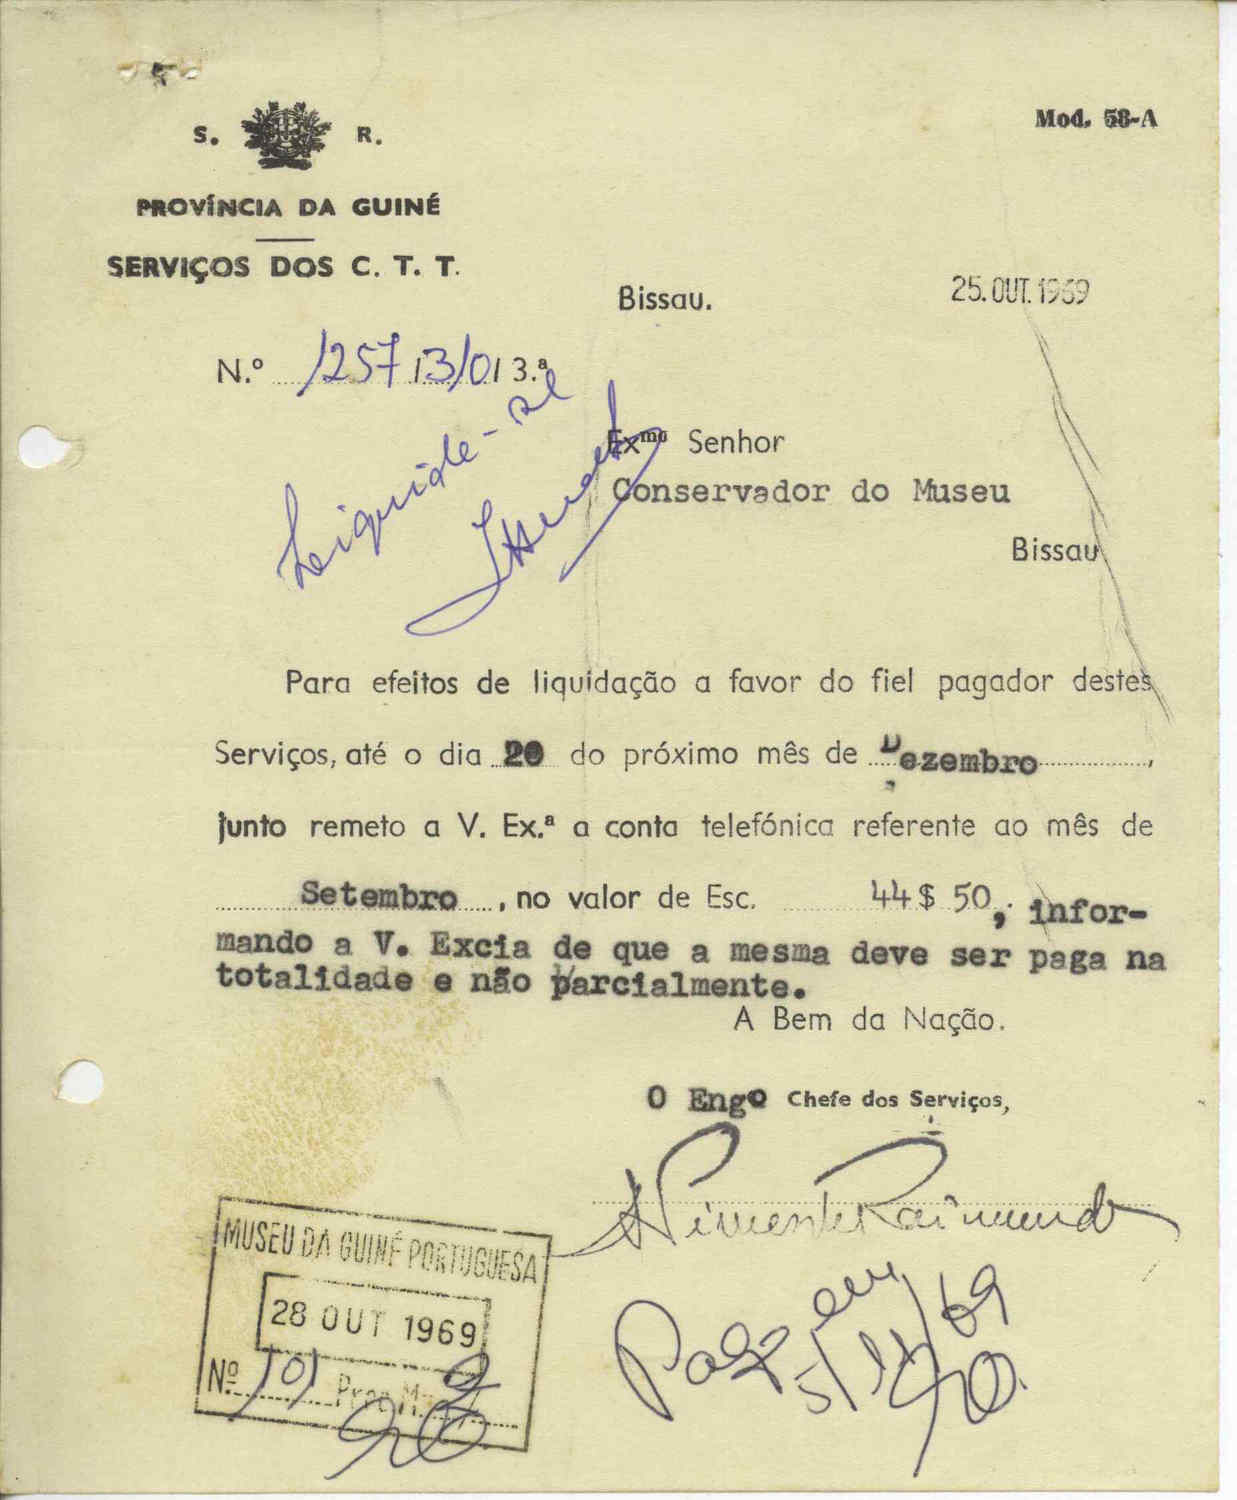 S. R.
Mod. 58-A
PROVÍNCIA DA GUINÉ
SERVIÇOS DOS C. T. T.
Bissau. 25. OUT. 1969
N.º 1257/3/0/3.ª
Liquide-se
Exmo Senhor
Conservador do Museu
Bissau
Para efeitos de liquidação a favor do fiel pagador destes
Serviços, até o dia 20 do próximo mês de Dezembro,
junto remeto a V. Ex.ª a conta telefónica referente ao mês de
Setembro, no valor de Esc. 44$50, infor-
mando a V. Excia de que a mesma deve ser paga na
totalidade e não parcialmente.
A Bem da Nação.
O Engº Chefe dos Serviços,
MUSEU DA GUINÉ PORTUGUESA
28 OUT 1969
Nº 101
Pago em
5/12/69